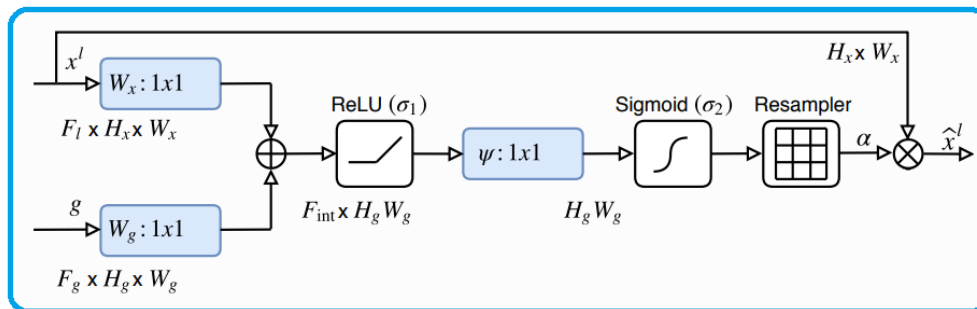 x^l
W_x : 1x1
F_l x H_x x W_x
ReLU (σ_1)
F_int x H_g W_g
ψ : 1x1
H_g W_g
Sigmoid (σ_2)
Resampler
α
H_x x W_x
\hat{x}^l
g
W_g : 1x1
F_g x H_g x W_g